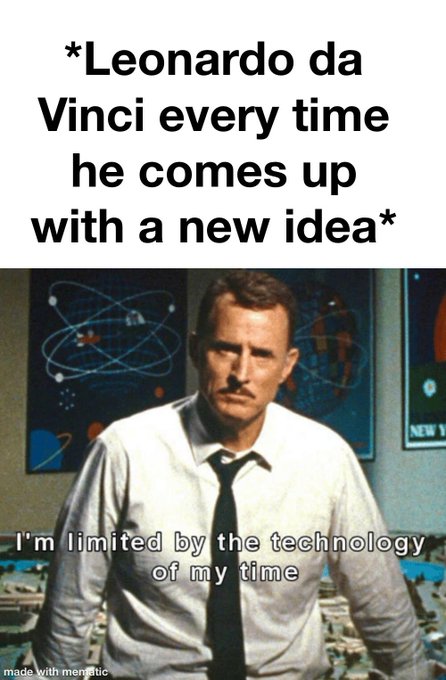 *Leonardo da
Vinci every time
he comes up
with a new idea*
NEW Y
I'm limited by the technology
of my time
made with mematic